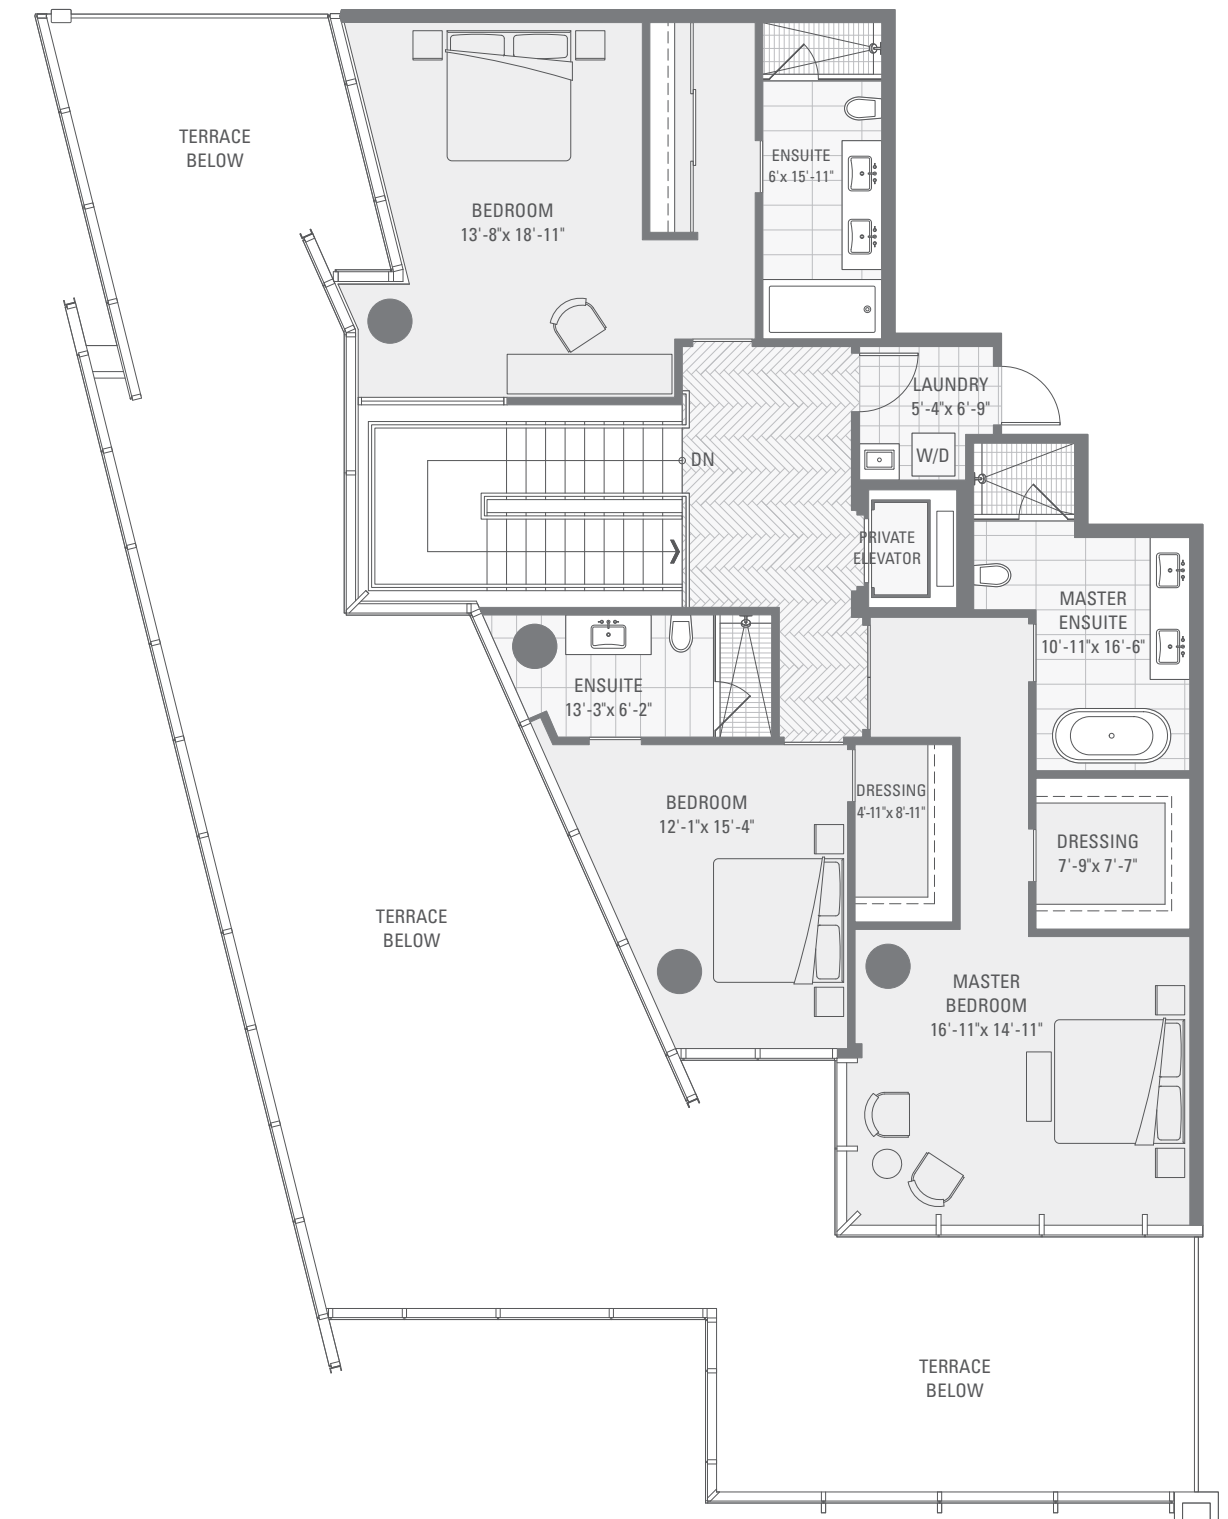 TERRACE
BELOW
BEDROOM
13'-8"x 18'-11"
ENSUITE
6'x 15'-11"
LAUNDRY
5'-4"x 6'-9"
W/D
DN
PRIVATE
ELEVATOR
MASTER
ENSUITE
10'-11"x 16'-6"
ENSUITE
13'-3"x 6'-2"
BEDROOM
12'-1"x 15'-4"
DRESSING
4'-11"x 8'-11"
DRESSING
7'-9"x 7'-7"
TERRACE
BELOW
MASTER
BEDROOM
16'-11"x 14'-11"
TERRACE
BELOW